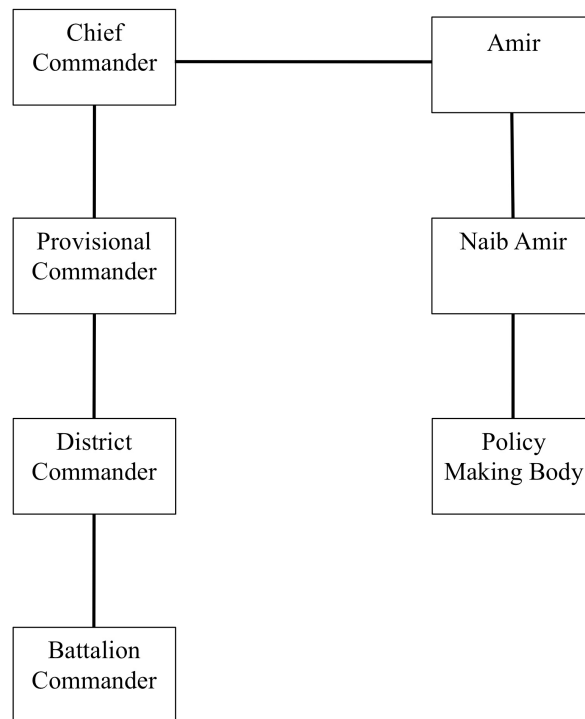 Chief
Commander
Amir
Provisional
Commander
Naib Amir
District
Commander
Policy
Making Body
Battalion
Commander